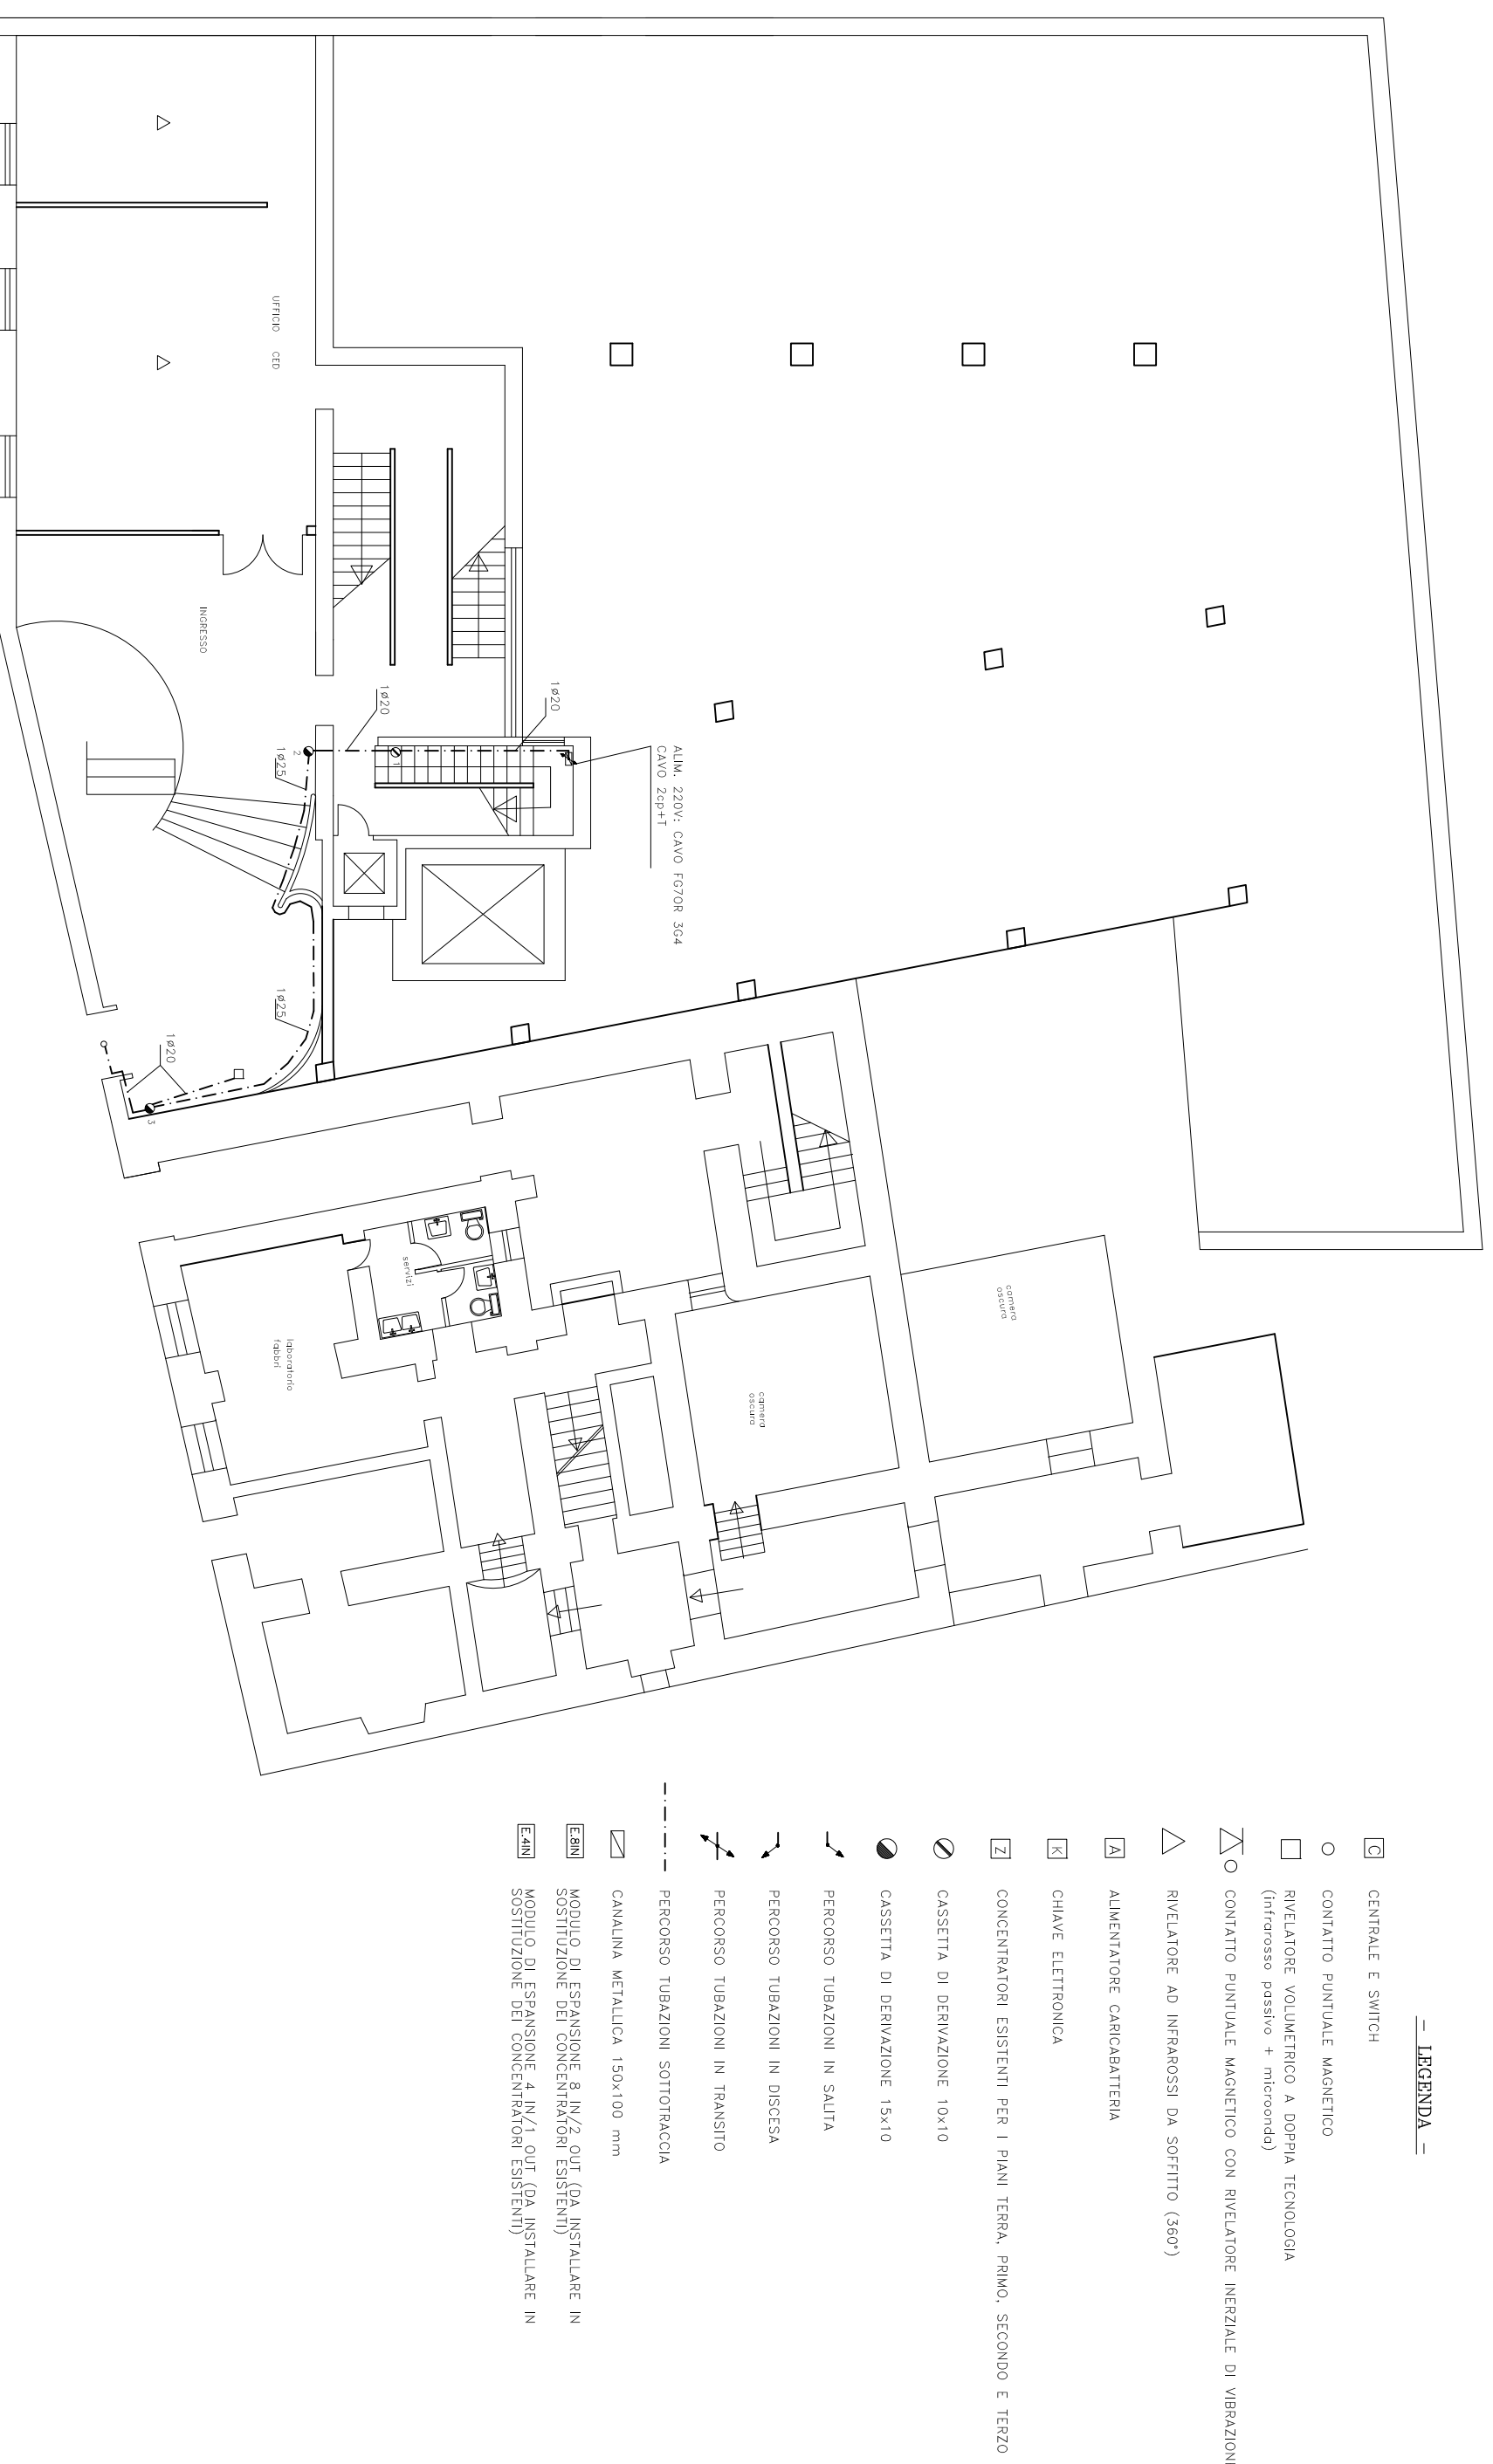 UFFICIO CED
INGRESSO
1ø20
1ø20
ALIM. 220V: CAVO FG7OR 3G4
CAVO 2cp+T
1
2
1ø25
1ø25
1ø20
3
servizi
laboratorio
fabbri
camera
oscura
camera
oscura
– LEGENDA –
C CENTRALE E SWITCH
CONTATTO PUNTUALE MAGNETICO
RIVELATORE VOLUMETRICO A DOPPIA TECNOLOGIA
(infrarosso passivo + microonda)
CONTATTO PUNTUALE MAGNETICO CON RIVELATORE INERZIALE DI VIBRAZIONI
RIVELATORE AD INFRAROSSI DA SOFFITTO (360°)
A ALIMENTATORE CARICABATTERIA
K CHIAVE ELETTRONICA
Z CONCENTRATORI ESISTENTI PER I PIANI TERRA, PRIMO, SECONDO E TERZO
CASSETTA DI DERIVAZIONE 10x10
CASSETTA DI DERIVAZIONE 15x10
PERCORSO TUBAZIONI IN SALITA
PERCORSO TUBAZIONI IN DISCESA
PERCORSO TUBAZIONI IN TRANSITO
PERCORSO TUBAZIONI SOTTOTRACCIA
CANALINA METALLICA 150x100 mm
E.8IN MODULO DI ESPANSIONE 8 IN/2 OUT (DA INSTALLARE IN
SOSTITUZIONE DEI CONCENTRATORI ESISTENTI)
E.4IN MODULO DI ESPANSIONE 4 IN/1 OUT (DA INSTALLARE IN
SOSTITUZIONE DEI CONCENTRATORI ESISTENTI)